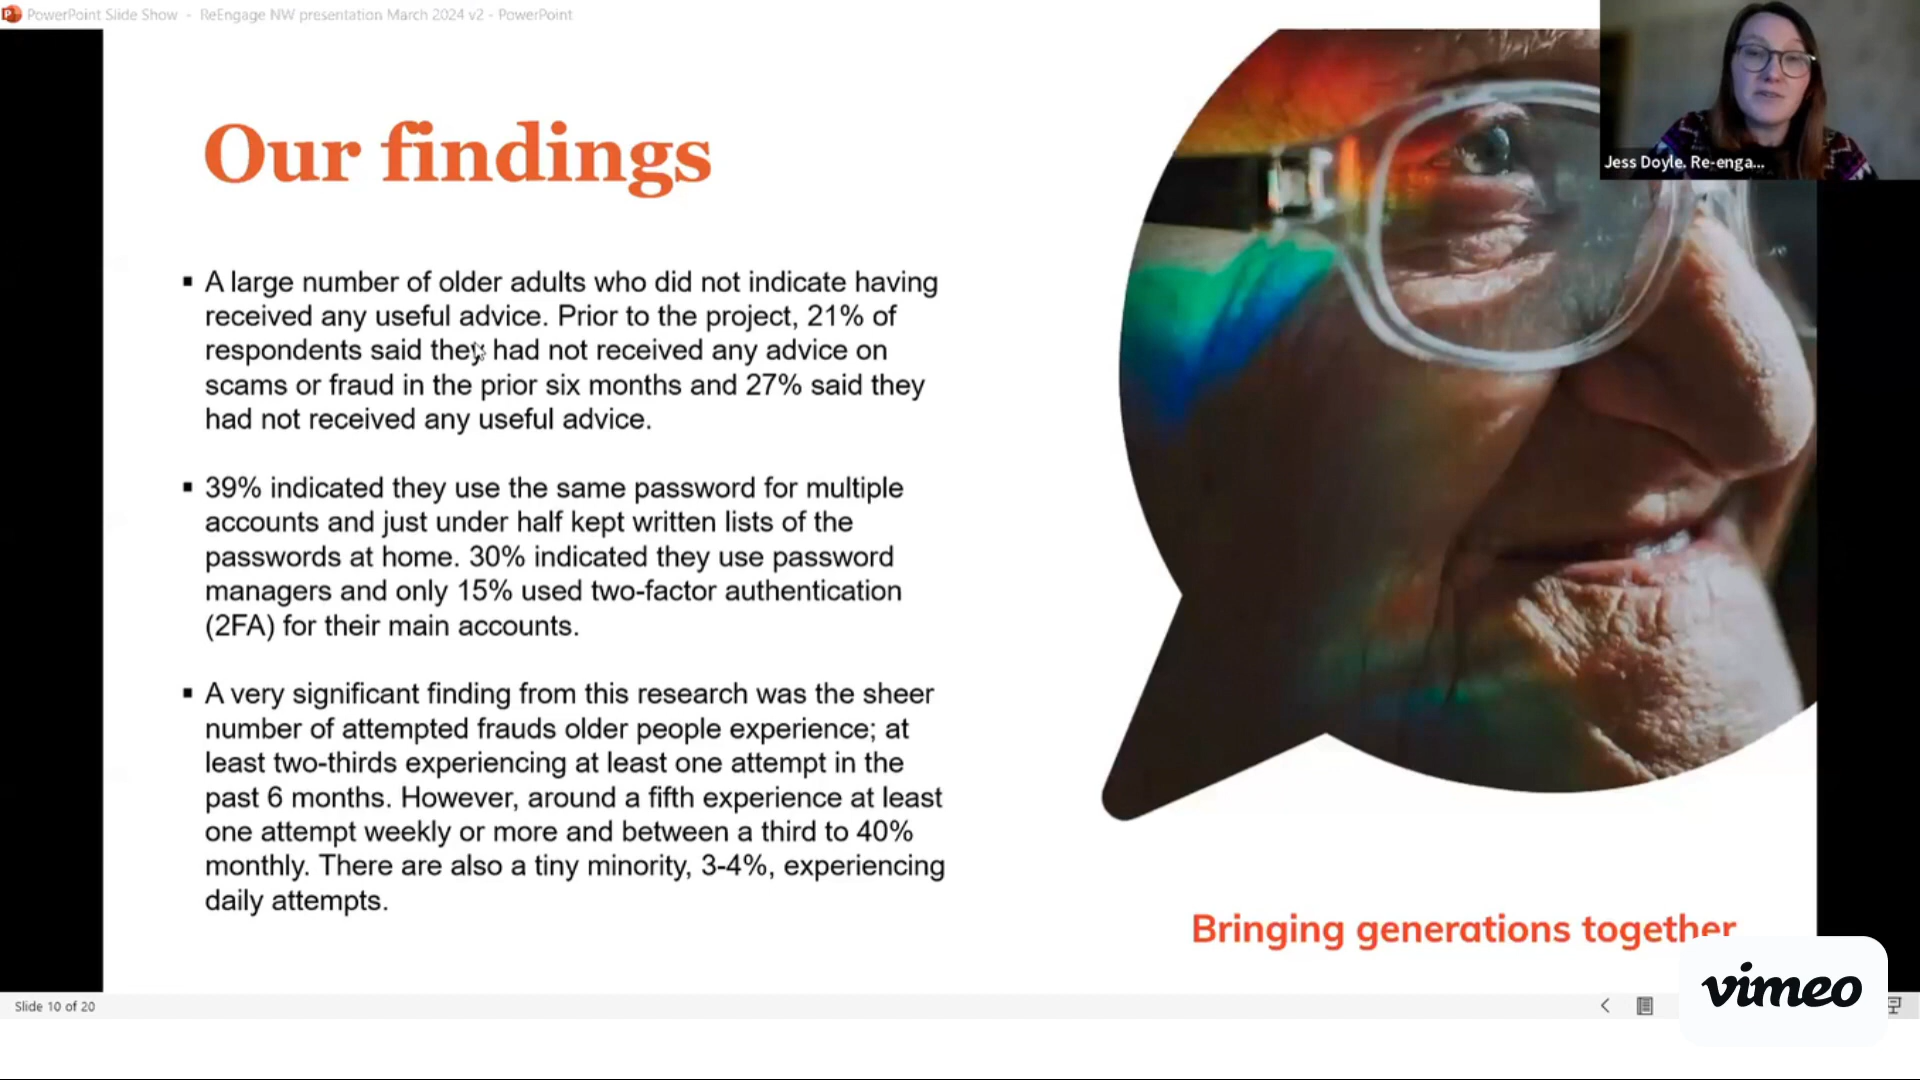 PowerPoint Slide Show - ReEngage NW presentation March 2024 v2 - PowerPoint
Jess Doyle. Re-enga...
Our findings
▪ A large number of older adults who did not indicate having
received any useful advice. Prior to the project, 21% of
respondents said they had not received any advice on
scams or fraud in the prior six months and 27% said they
had not received any useful advice.
▪ 39% indicated they use the same password for multiple
accounts and just under half kept written lists of the
passwords at home. 30% indicated they use password
managers and only 15% used two-factor authentication
(2FA) for their main accounts.
▪ A very significant finding from this research was the sheer
number of attempted frauds older people experience; at
least two-thirds experiencing at least one attempt in the
past 6 months. However, around a fifth experience at least
one attempt weekly or more and between a third to 40%
monthly. There are also a tiny minority, 3-4%, experiencing
daily attempts.
Bringing generations together
vimeo
Slide 10 of 20